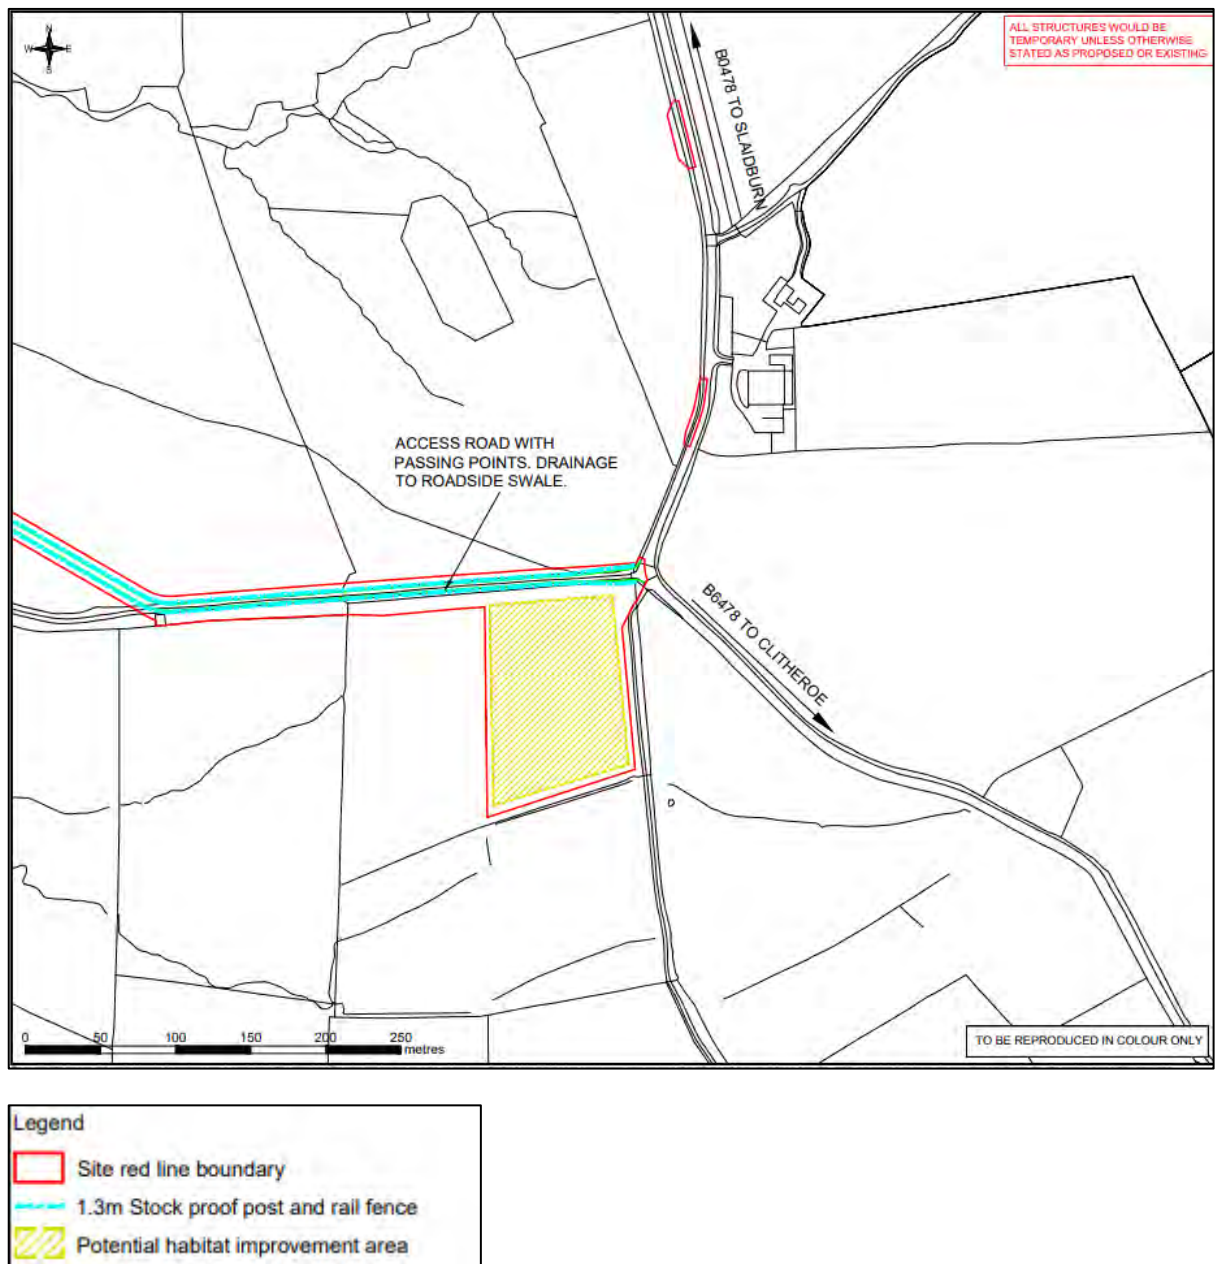 N
W E
S
ALL STRUCTURES WOULD BE
TEMPORARY UNLESS OTHERWISE
STATED AS PROPOSED OR EXISTING
B6478 TO SLAIDBURN
ACCESS ROAD WITH
PASSING POINTS. DRAINAGE
TO ROADSIDE SWALE.
B6478 TO CLITHEROE
0 50 100 150 200 250
metres
TO BE REPRODUCED IN COLOUR ONLY
Legend
Site red line boundary
1.3m Stock proof post and rail fence
Potential habitat improvement area